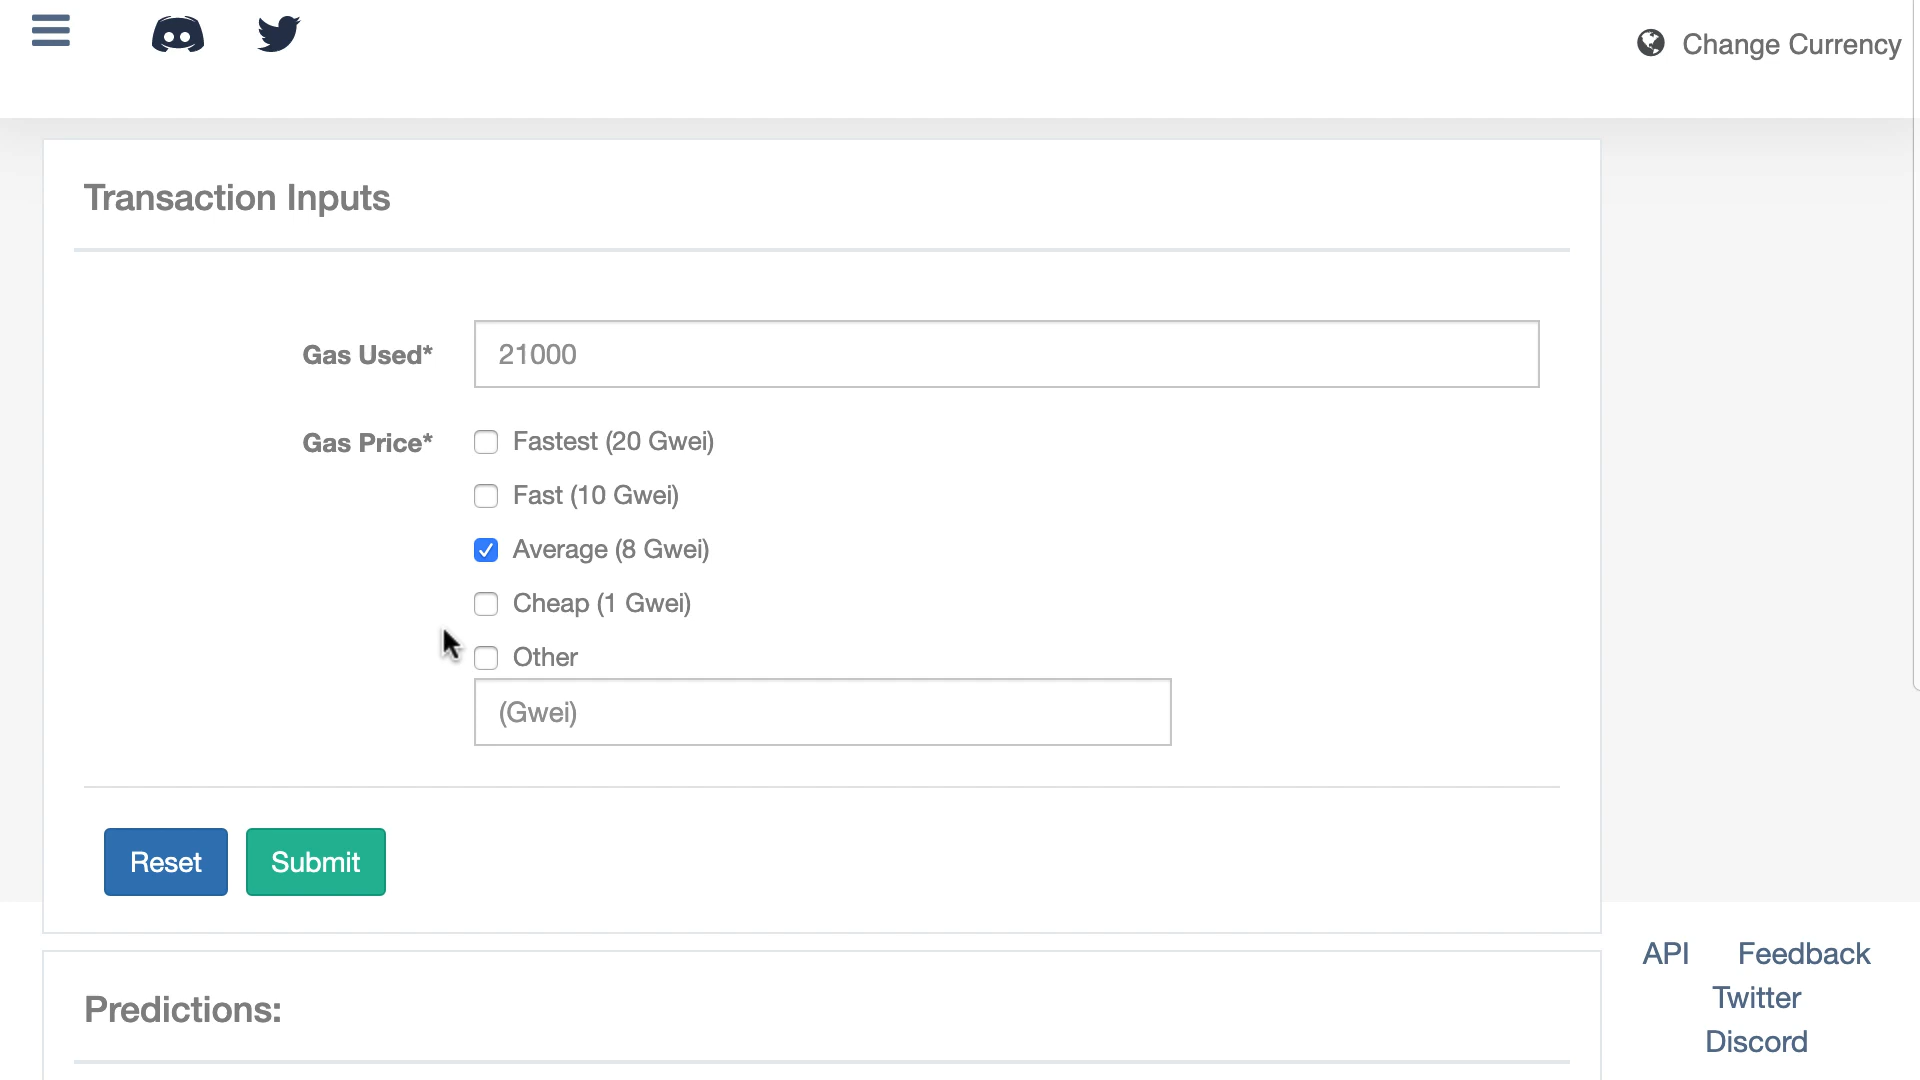 Change Currency
Transaction Inputs
Gas Used*
21000
Gas Price*
Fastest (20 Gwei)
Fast (10 Gwei)
Average (8 Gwei)
Cheap (1 Gwei)
Other
(Gwei)
Reset Submit
API Feedback
Twitter
Discord
Predictions: